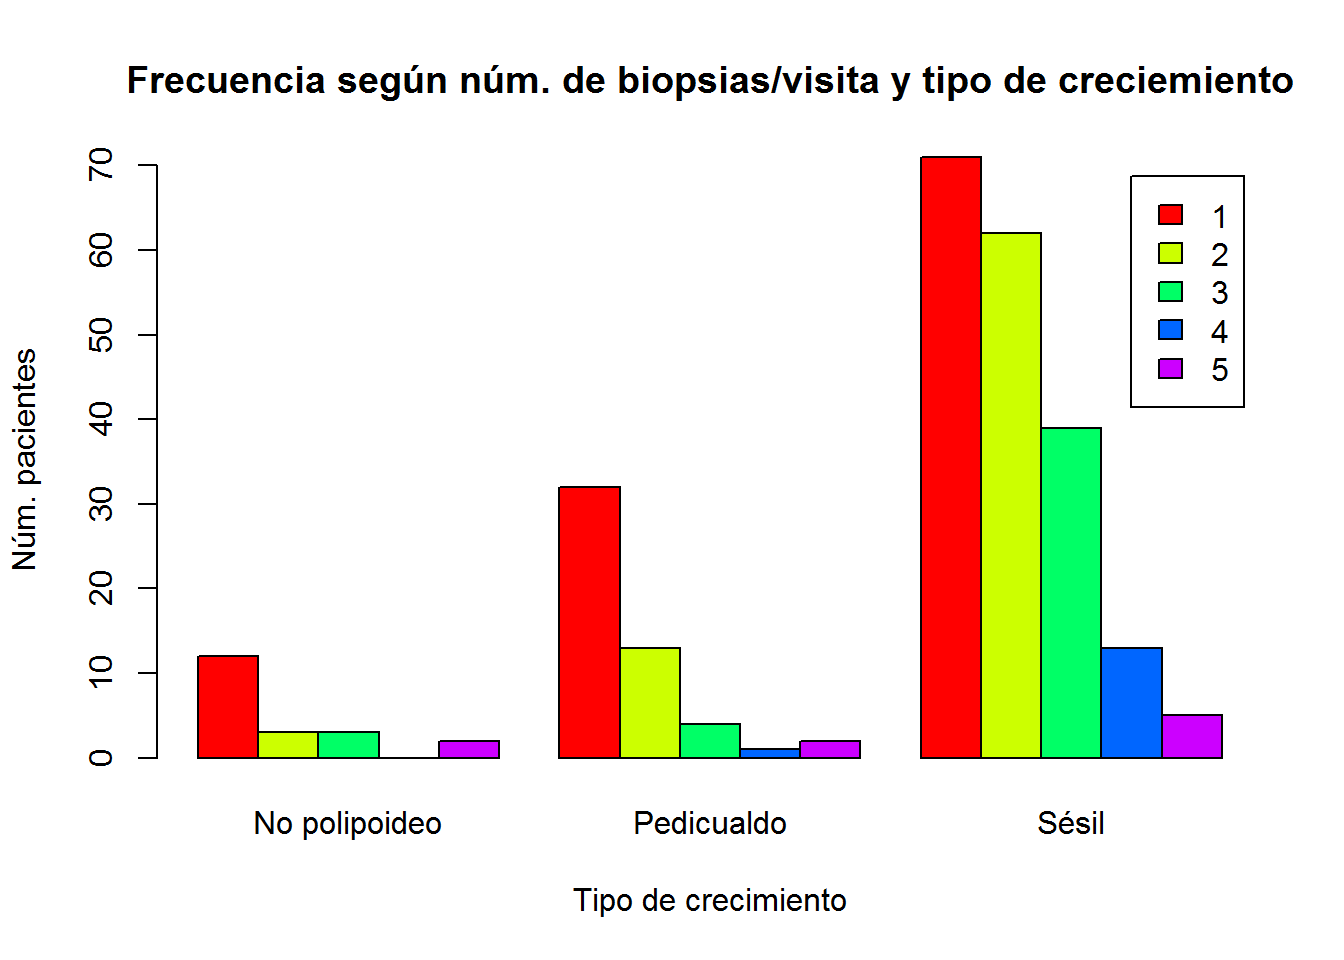 Frecuencia según núm. de biopsias/visita y tipo de creciemiento
Núm. pacientes
70
60
50
40
30
20
10
0
1
2
3
4
5
No polipoideo
Pedicualdo
Sésil
Tipo de crecimiento